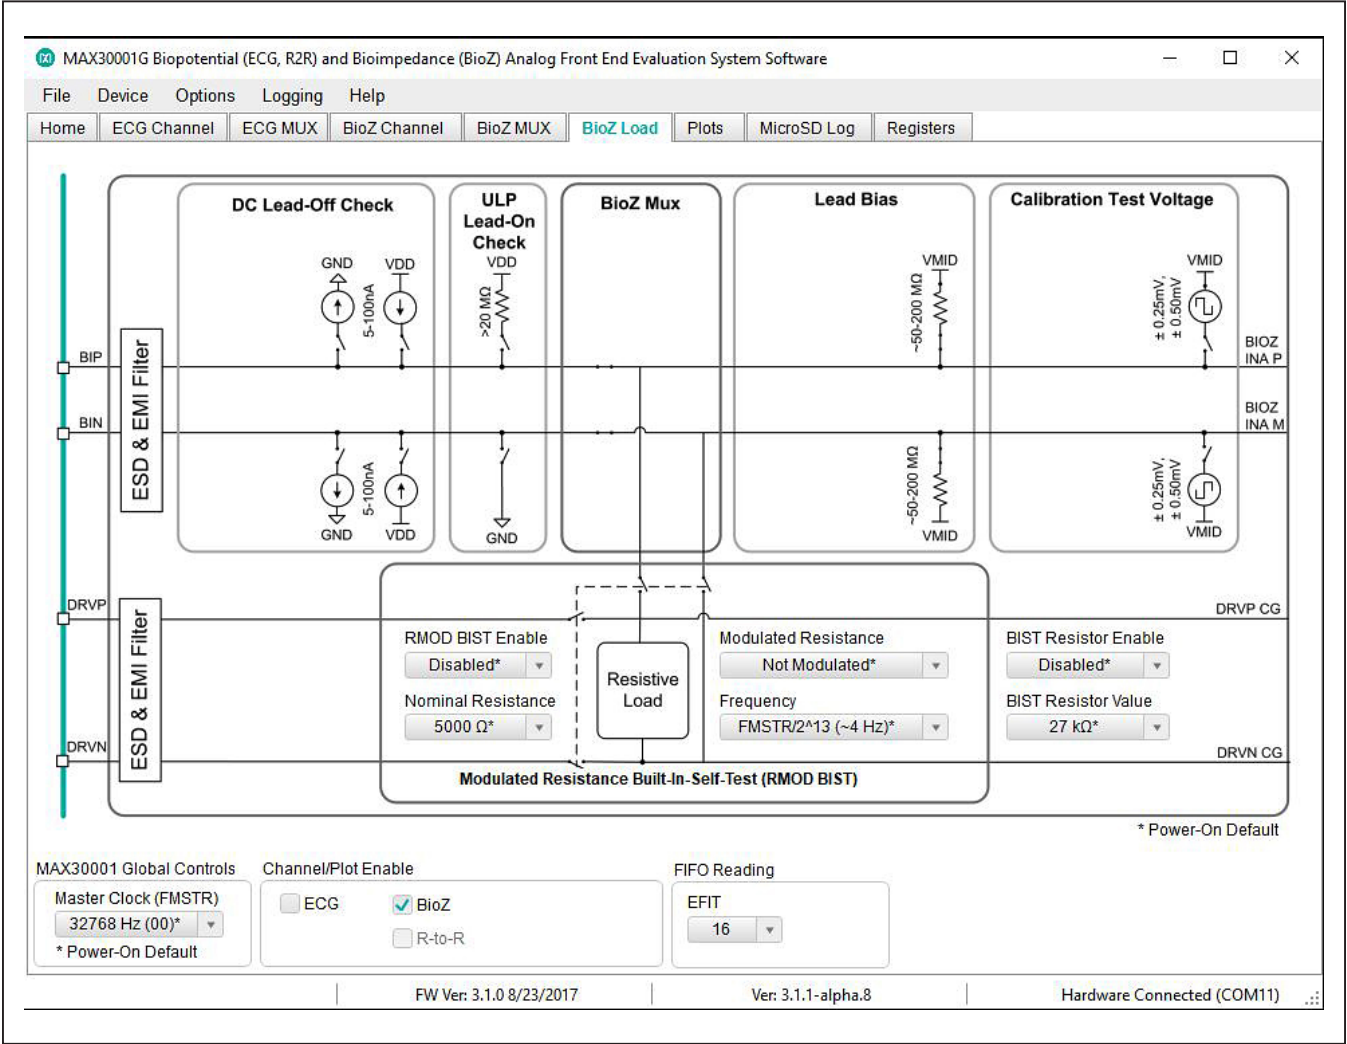 MAX30001G Biopotential (ECG, R2R) and Bioimpedance (BioZ) Analog Front End Evaluation System Software
File Device Options Logging Help
Home ECG Channel ECG MUX BioZ Channel BioZ MUX BioZ Load Plots MicroSD Log Registers
DC Lead-Off Check
ULP
Lead-On
Check
BioZ Mux
Lead Bias
Calibration Test Voltage
GND
VDD
5-100nA
VDD
>20 MΩ
VMID
~50-200 MΩ
VMID
± 0.25mV,
± 0.50mV
BIP
BIOZ
INA P
ESD & EMI Filter
BIN
BIOZ
INA M
5-100nA
GND
VDD
GND
~50-200 MΩ
VMID
± 0.25mV,
± 0.50mV
VMID
DRVP
DRVP CG
ESD & EMI Filter
RMOD BIST Enable
Disabled*
Nominal Resistance
5000 Ω*
Resistive
Load
Modulated Resistance
Not Modulated*
Frequency
FMSTR/2^13 (~4 Hz)*
BIST Resistor Enable
Disabled*
BIST Resistor Value
27 kΩ*
DRVN
DRVN CG
Modulated Resistance Built-In-Self-Test (RMOD BIST)
* Power-On Default
MAX30001 Global Controls
Master Clock (FMSTR)
32768 Hz (00)*
* Power-On Default
Channel/Plot Enable
ECG
BioZ
R-to-R
FIFO Reading
EFIT
16
FW Ver: 3.1.0 8/23/2017
Ver: 3.1.1-alpha.8
Hardware Connected (COM11)